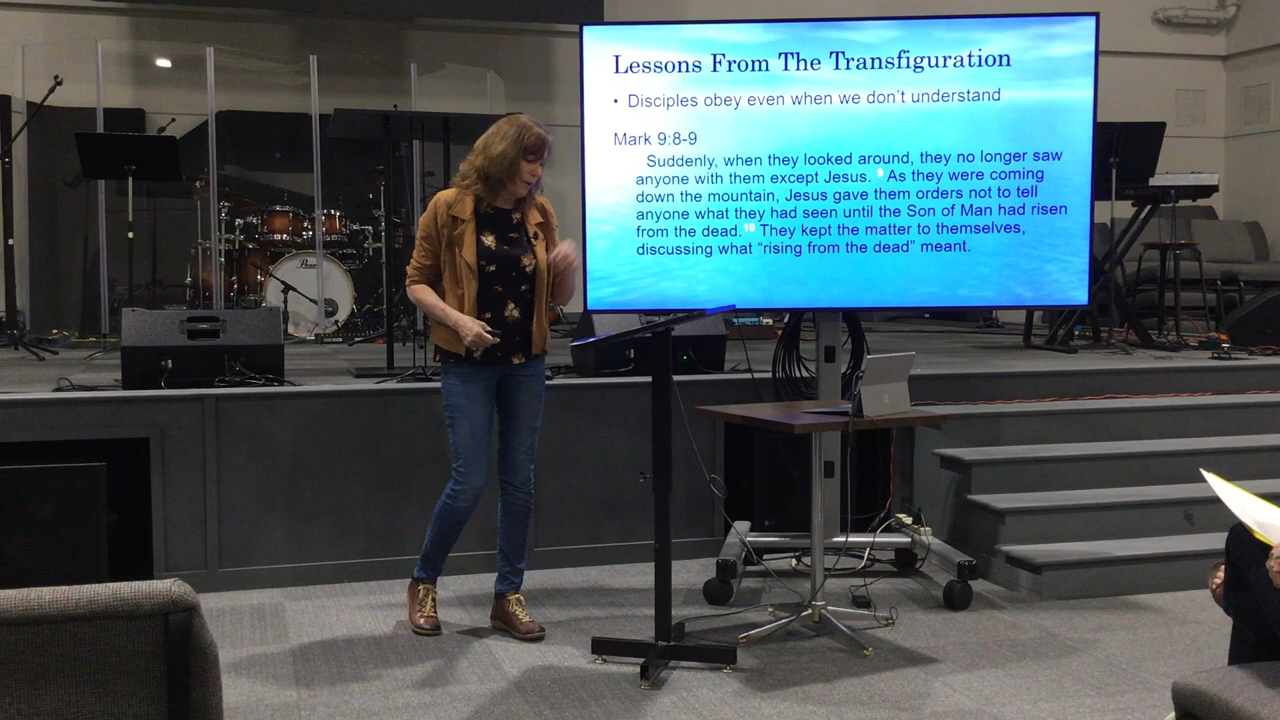 Lessons From The Transfiguration
• Disciples obey even when we don't understand
Mark 9:8-9
Suddenly, when they looked around, they no longer saw
anyone with them except Jesus. 9 As they were coming
down the mountain, Jesus gave them orders not to tell
anyone what they had seen until the Son of Man had risen
from the dead.10 They kept the matter to themselves,
discussing what “rising from the dead” meant.
Pearl